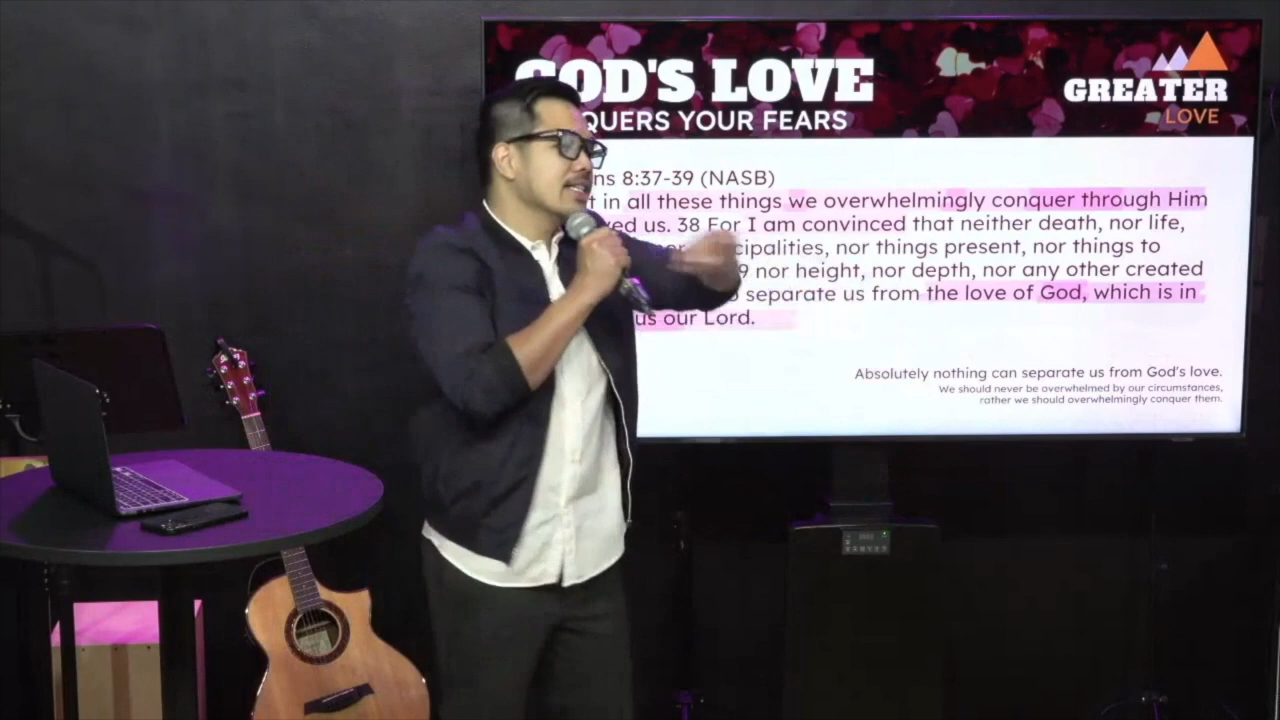 GOD'S LOVE
QUERS YOUR FEARS
GREATER
LOVE
ns 8:37-39 (NASB)
t in all these things we overwhelmingly conquer through Him
ved us. 38 For I am convinced that neither death, nor life,
nor cipalities, nor things present, nor things to
9 nor height, nor depth, nor any other created
separate us from the love of God, which is in
us our Lord.
Absolutely nothing can separate us from God's love.
We should never be overwhelmed by our circumstances,
rather we should overwhelmingly conquer them.